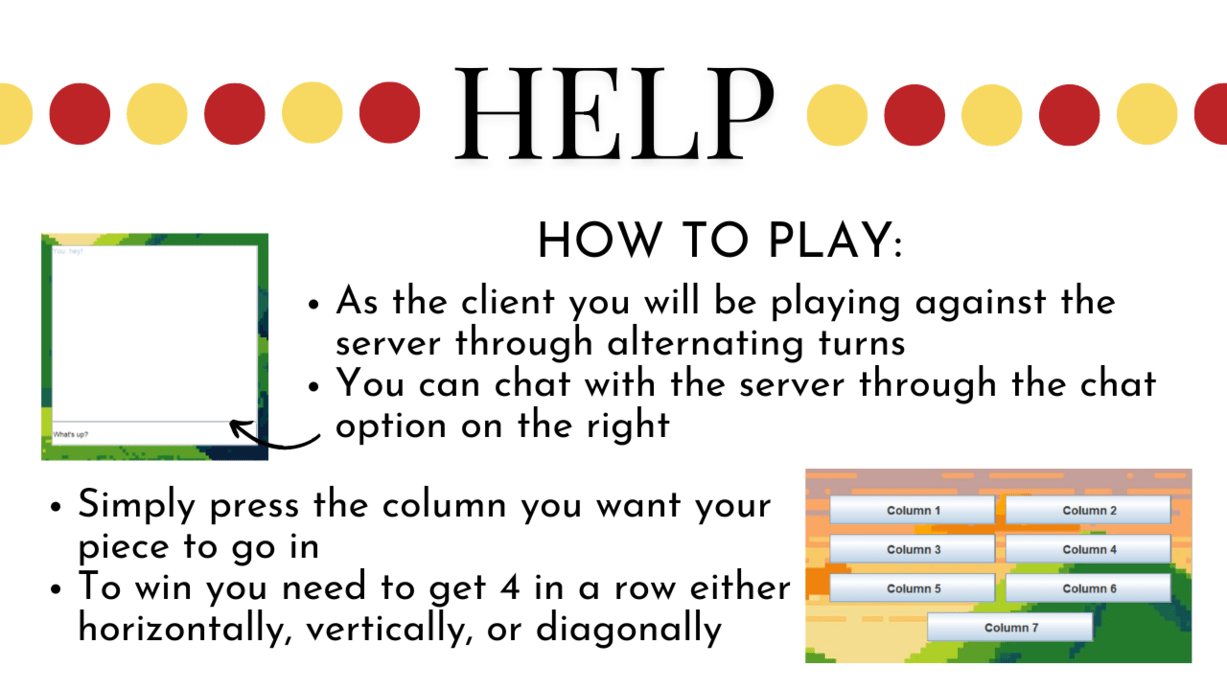 HELP
HOW TO PLAY:
• As the client you will be playing against the
server through alternating turns
• You can chat with the server through the chat
option on the right
You: hey!
What's up?
• Simply press the column you want your
piece to go in
• To win you need to get 4 in a row either
horizontally, vertically, or diagonally
Column 1 Column 2
Column 3 Column 4
Column 5 Column 6
Column 7